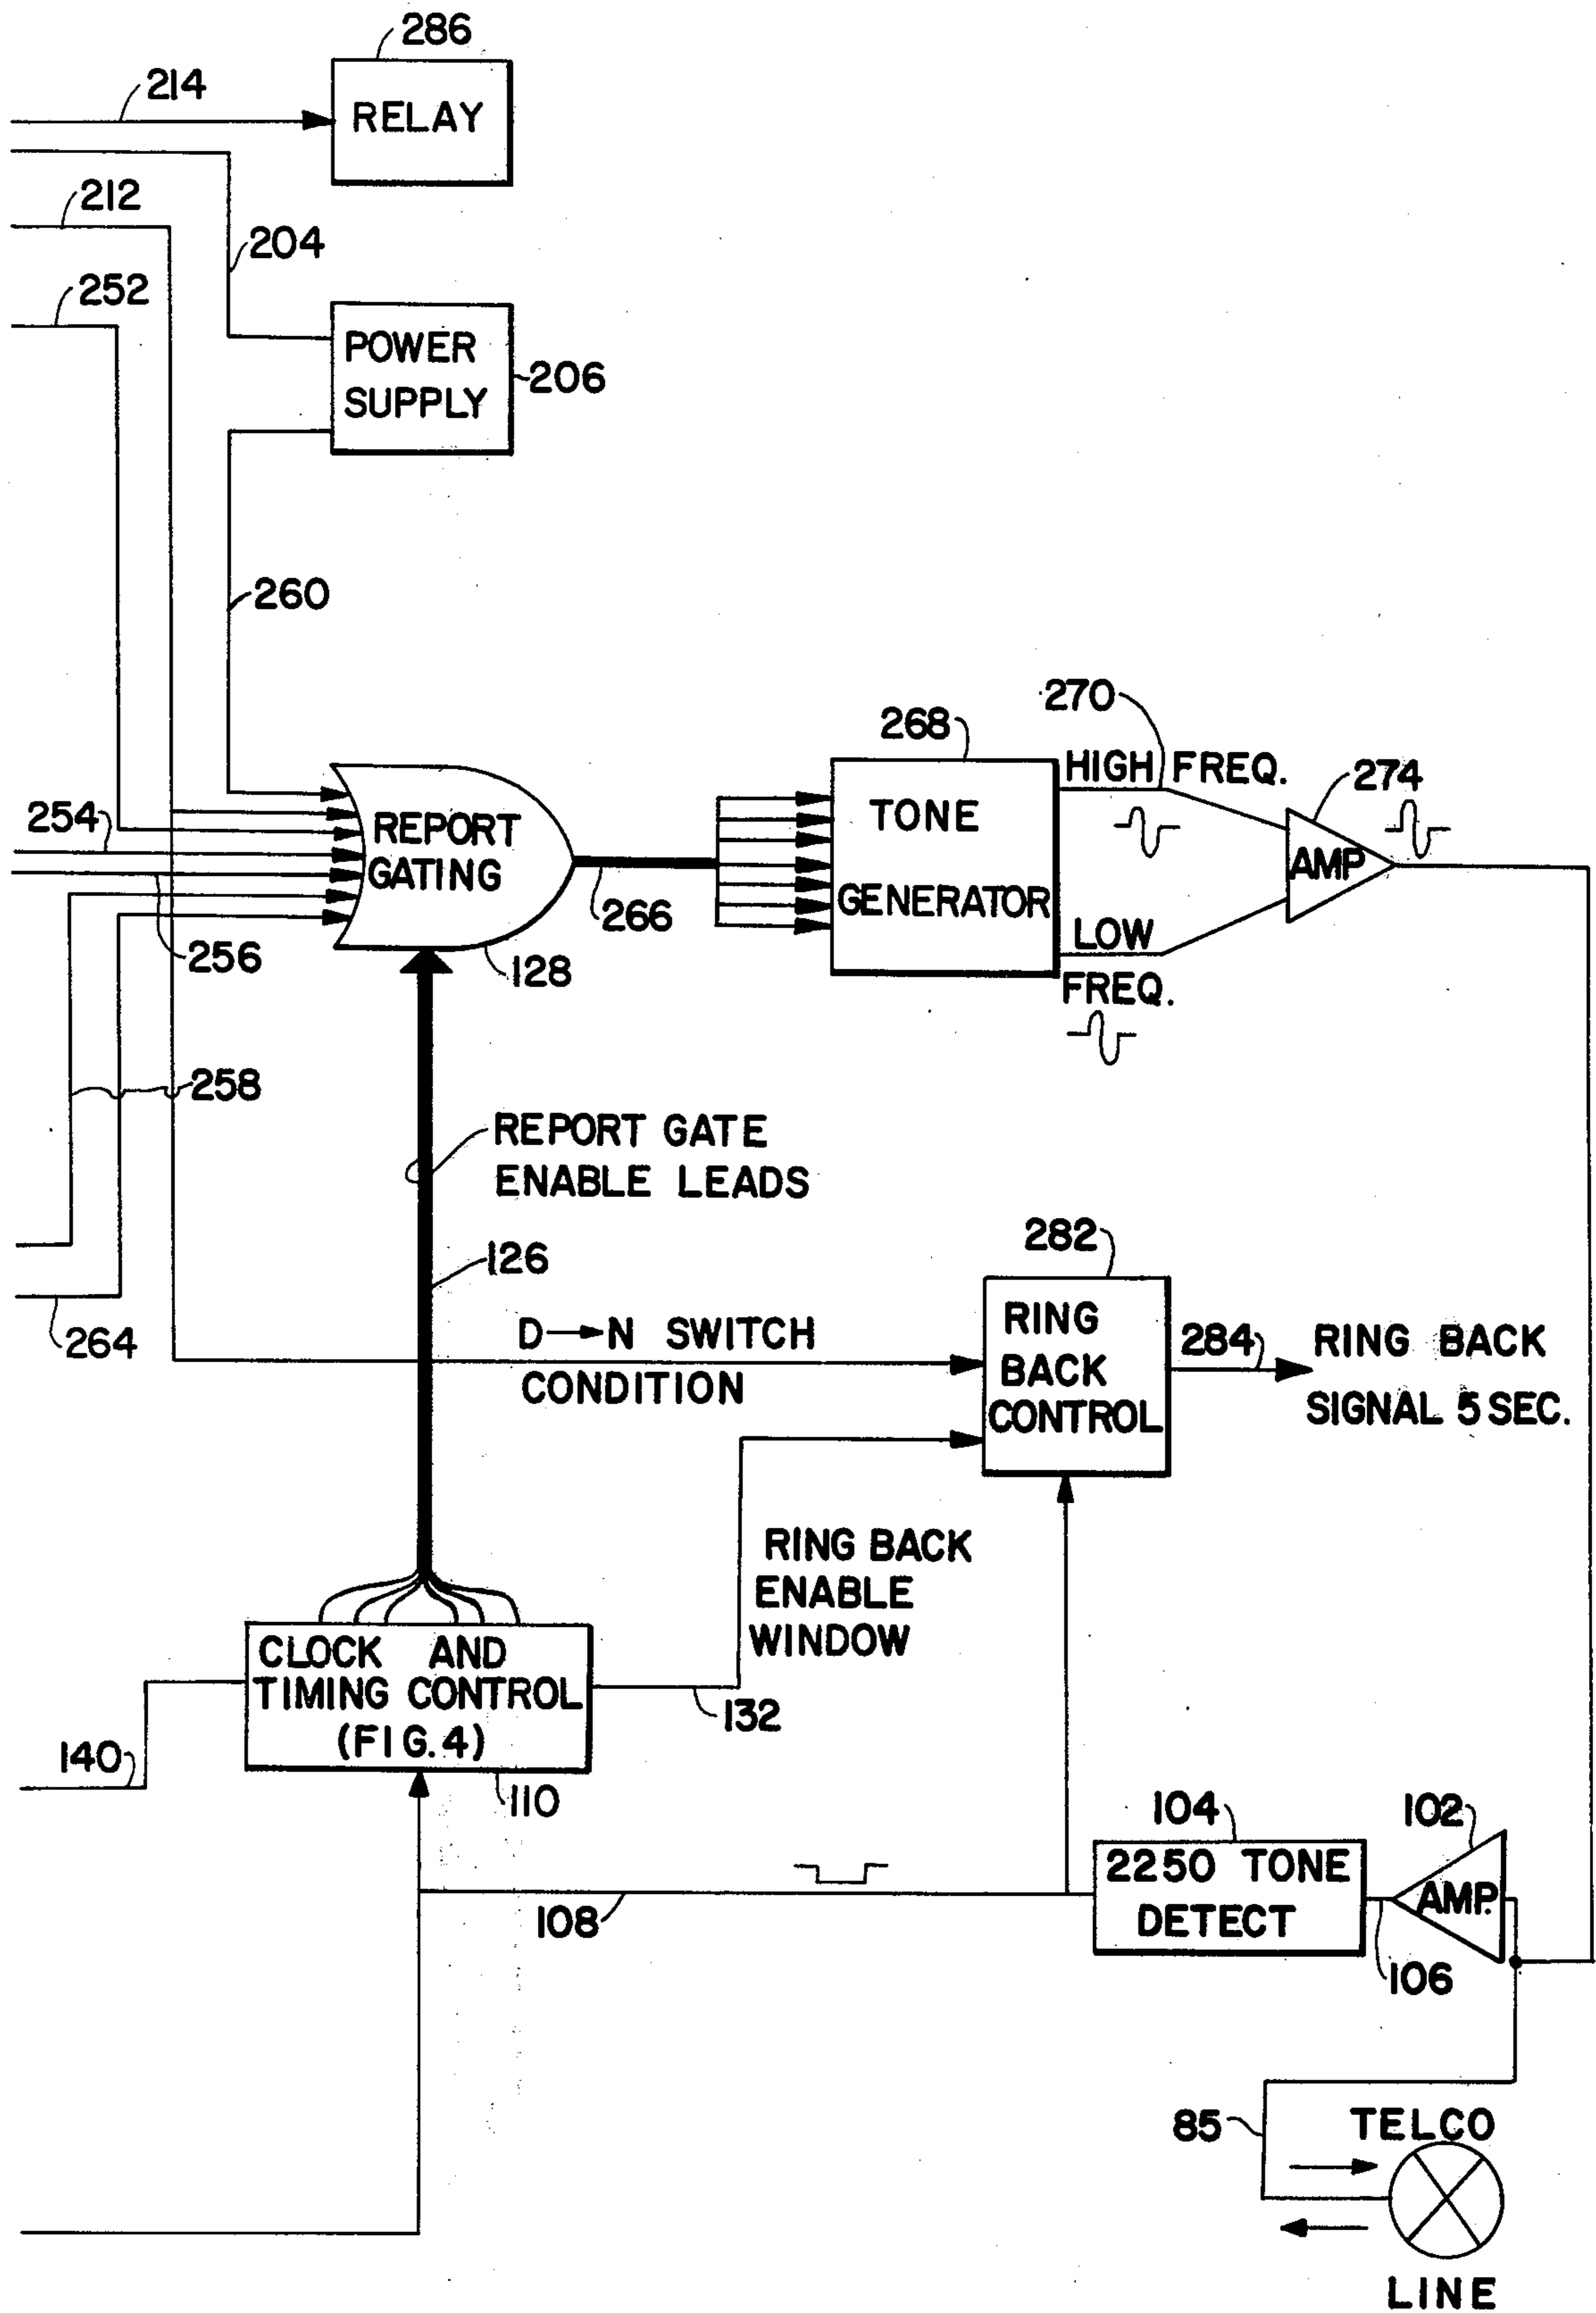 286
RELAY
214
212
204
252
POWER
SUPPLY
206
260
270
268
HIGH FREQ.
274
254
REPORT
GATING
TONE
GENERATOR
AMP
266
LOW
FREQ.
256
128
258
REPORT GATE
ENABLE LEADS
126
282
264
D→N SWITCH
CONDITION
RING
BACK
CONTROL
284
RING BACK
SIGNAL 5 SEC.
RING BACK
ENABLE
WINDOW
CLOCK AND
TIMING CONTROL
(FIG. 4)
132
140
110
104
102
2250 TONE
DETECT
AMP.
108
106
85
TELCO
LINE